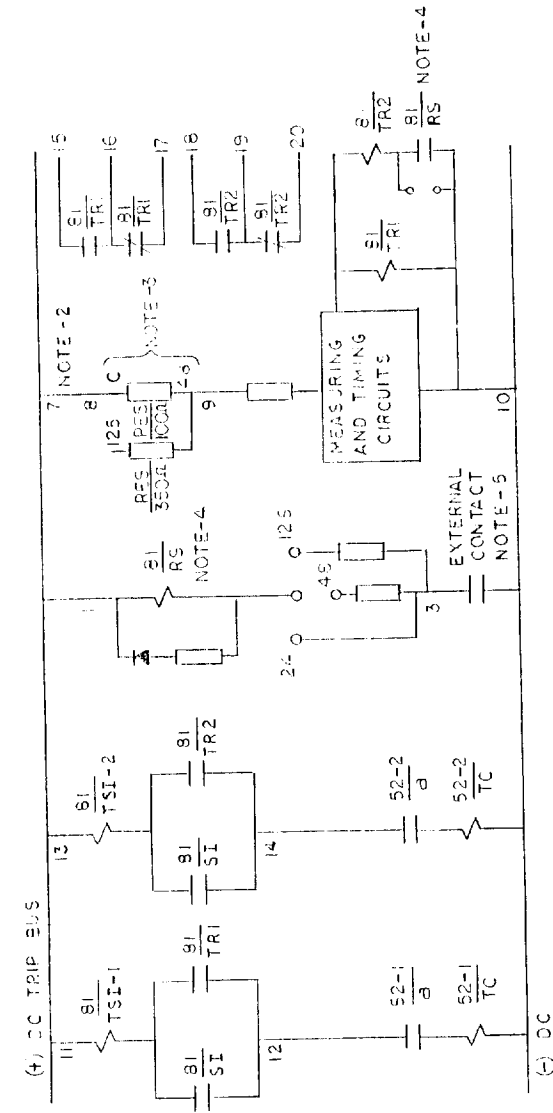 (+) DC TRIP BUS
11
81
TSI-1
81
SI
81
TR1
12
52-1
a
52-1
TC
13
81
TSI-2
81
SI
81
TR2
14
52-2
a
52-2
TC
1
81
RS
NOTE-4
24
48
125
3
EXTERNAL
CONTACT
NOTE-5
7
NOTE-2
8
C
NOTE-3
125
RES
350Ω
RES
100Ω
48
9
MEASURING
AND TIMING
CIRCUITS
10
81
TR1
15
81
TR1
16
81
TR1
17
81
TR2
18
81
TR2
19
20
81
TR2
81
RS
NOTE-4
(-) DC